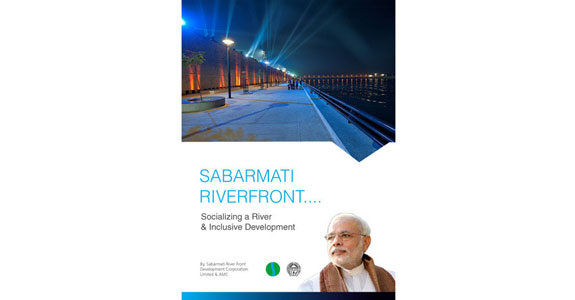 SABARMATI
RIVERFRONT....
Socializing a River
& Inclusive Development
By, Sabarmati River Front
Development Corporation
Limited & AMC